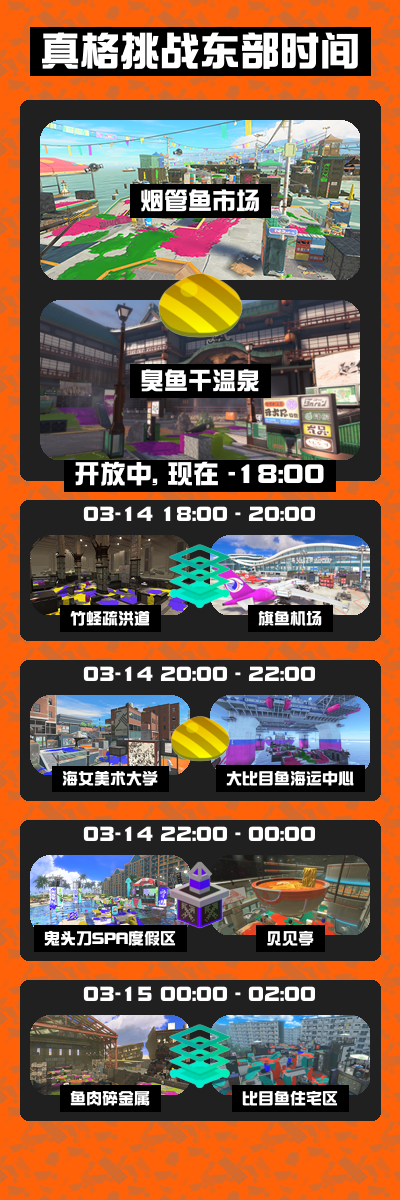 真格挑战东部时间
烟管鱼市场
臭鱼干温泉
开放中, 现在 -18:00
03-14 18:00 - 20:00
竹蛏疏洪道
旗鱼机场
03-14 20:00 - 22:00
海女美术大学
大比目鱼海运中心
03-14 22:00 - 00:00
鬼头刀SPA度假区
贝贝亭
03-15 00:00 - 02:00
鱼肉碎金属
比目鱼住宅区